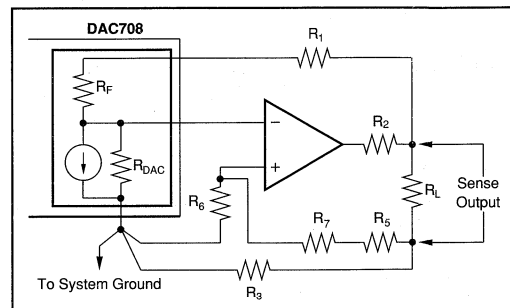 DAC708
R1
RF
R2
RDAC
RL
Sense
Output
R6
R7
R5
To System Ground
R3
−
+